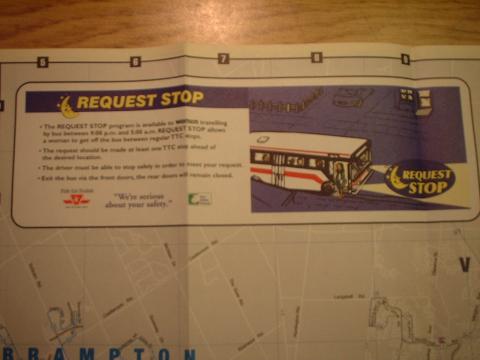 5 6 7 8 9
REQUEST STOP
• The REQUEST STOP program is available to women travelling
by bus between 9:00 p.m. and 5:00 a.m. REQUEST STOP allows
a woman to get off the bus between regular TTC stops.
• The request should be made at least one TTC stop ahead of
the desired location.
• The driver must be able to stop safely in order to meet your request.
• Exit the bus via the front doors, the rear doors will remain closed.
"We're serious
about your safety."
REQUEST
STOP
V
BRAMPTON